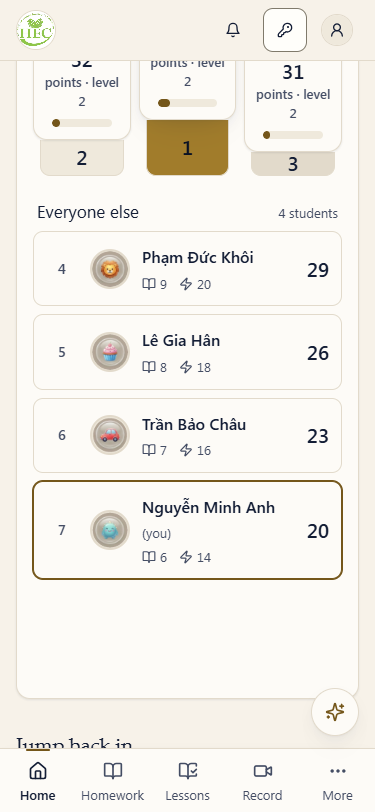 HEC
32
points · level
2
points · level
2
31
points · level
2
2
1
3
Everyone else
4 students
4
Phạm Đức Khôi
9 20
29
5
Lê Gia Hân
8 18
26
6
Trần Bảo Châu
7 16
23
7
Nguyễn Minh Anh
(you)
6 14
20
Jump back in
Home
Homework
Lessons
Record
More